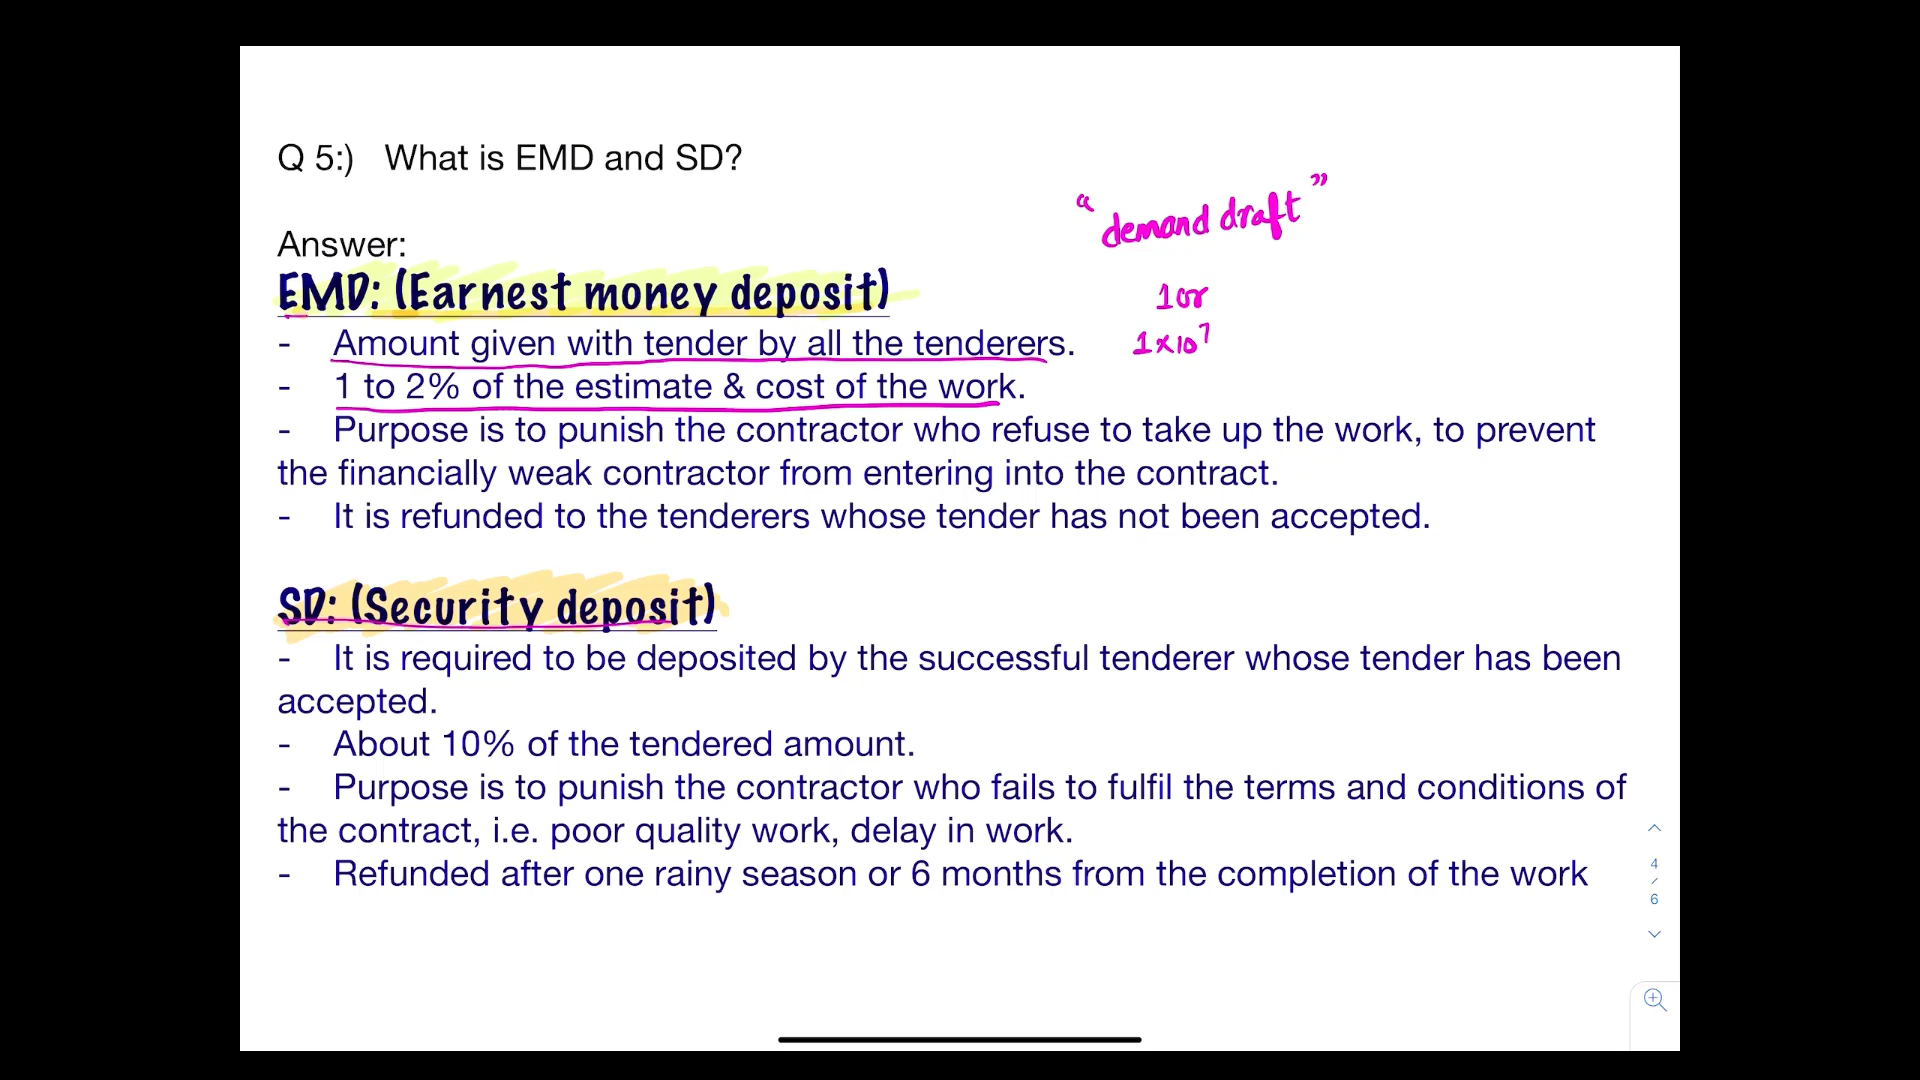 Q 5:) What is EMD and SD?
"demand draft"
Answer:
EMD: (Earnest money deposit)
1 cr
- Amount given with tender by all the tenderers.
1×10⁷
- 1 to 2% of the estimate & cost of the work.
- Purpose is to punish the contractor who refuse to take up the work, to prevent
the financially weak contractor from entering into the contract.
- It is refunded to the tenderers whose tender has not been accepted.
SD: (Security deposit)
- It is required to be deposited by the successful tenderer whose tender has been
accepted.
- About 10% of the tendered amount.
- Purpose is to punish the contractor who fails to fulfil the terms and conditions of
the contract, i.e. poor quality work, delay in work.
- Refunded after one rainy season or 6 months from the completion of the work
4
/
6